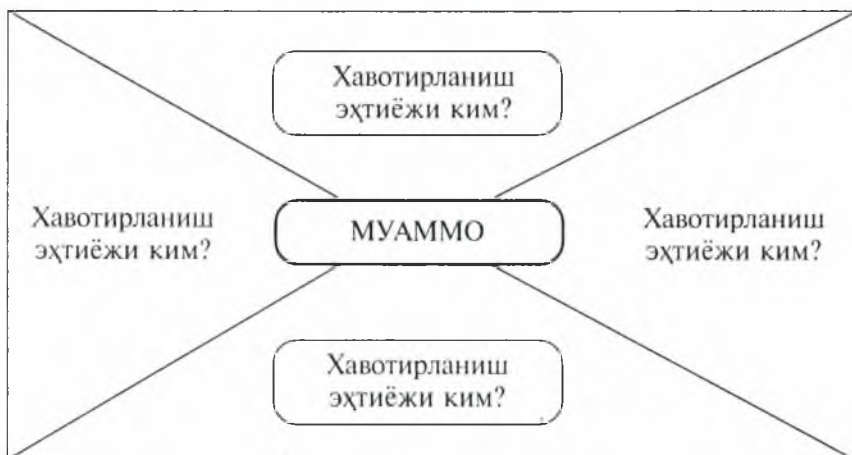 Хавотирланиш
эҳтиёжи ким?
Хавотирланиш
эҳтиёжи ким?
МУАММО
Хавотирланиш
эҳтиёжи ким?
Хавотирланиш
эҳтиёжи ким?